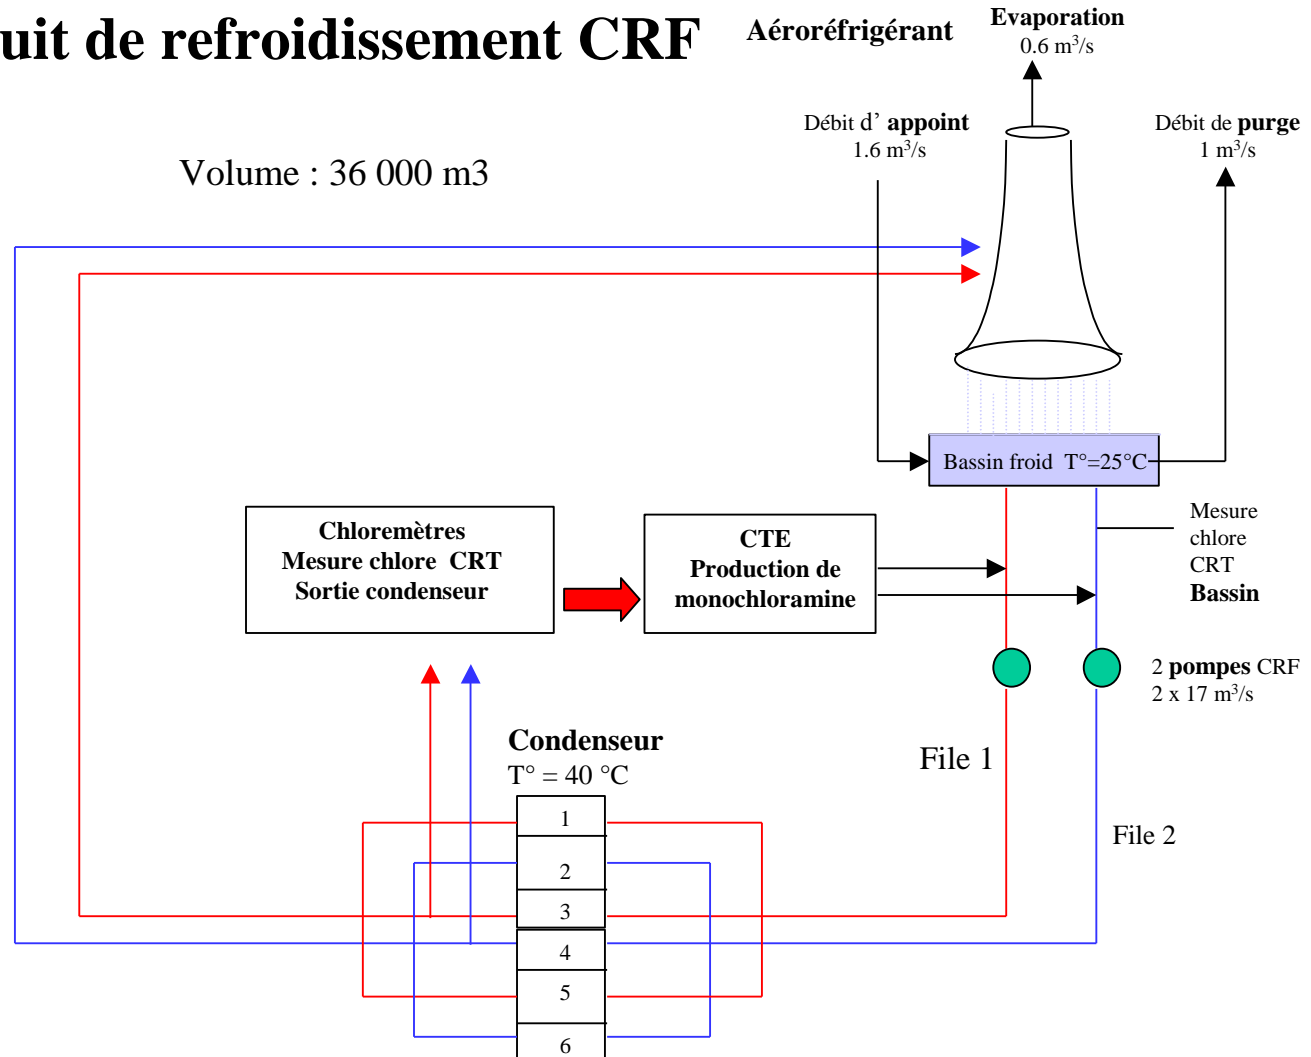 uit de refroidissement CRF
Aéroréfrigérant
Evaporation
0.6 m³/s
Débit d’ appoint
1.6 m³/s
Débit de purge
1 m³/s
Volume : 36 000 m3
Bassin froid T°=25°C
Chloremètres
Mesure chlore CRT
Sortie condenseur
CTE
Production de
monochloramine
Mesure
chlore
CRT
Bassin
2 pompes CRF
2 x 17 m³/s
Condenseur
T° = 40 °C
File 1
File 2
1
2
3
4
5
6